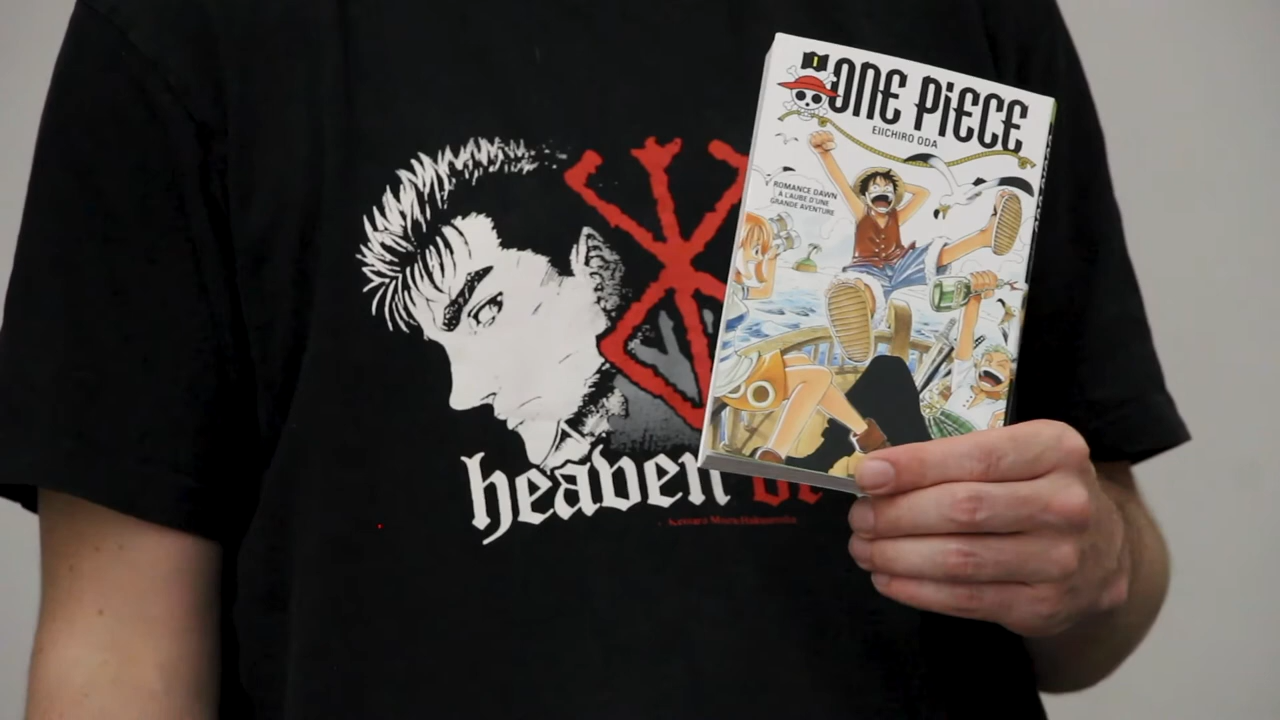 1
ONE PIECE
EIICHIRO ODA
ROMANCE DAWN
À L'AUBE D'UNE
GRANDE AVENTURE
heaven